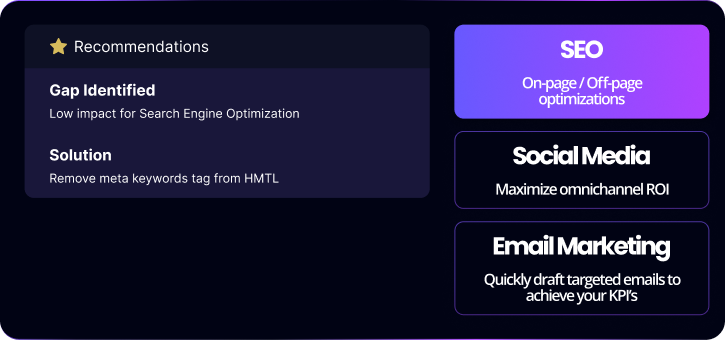 Recommendations
Gap Identified
Low impact for Search Engine Optimization
Solution
Remove meta keywords tag from HMTL
SEO
On-page / Off-page
optimizations
Social Media
Maximize omnichannel ROI
Email Marketing
Quickly draft targeted emails to
achieve your KPI's